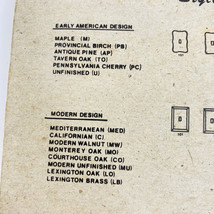 EARLY AMERICAN DESIGN
MAPLE (M)
PROVINCIAL BIRCH (PB)
ANTIQUE PINE (AP)
TAVERN OAK (TO)
PENNSYLVANIA CHERRY (PC)
UNFINISHED (U)
MODERN DESIGN
MEDITERRANEAN (MED)
CALIFORNIAN (C)
MODERN WALNUT (MW)
MONTEREY OAK (MO)
COURTHOUSE OAK (CO)
MODERN UNFINISHED (MU)
LEXINGTON OAK (LO)
LEXINGTON BRASS (LB)